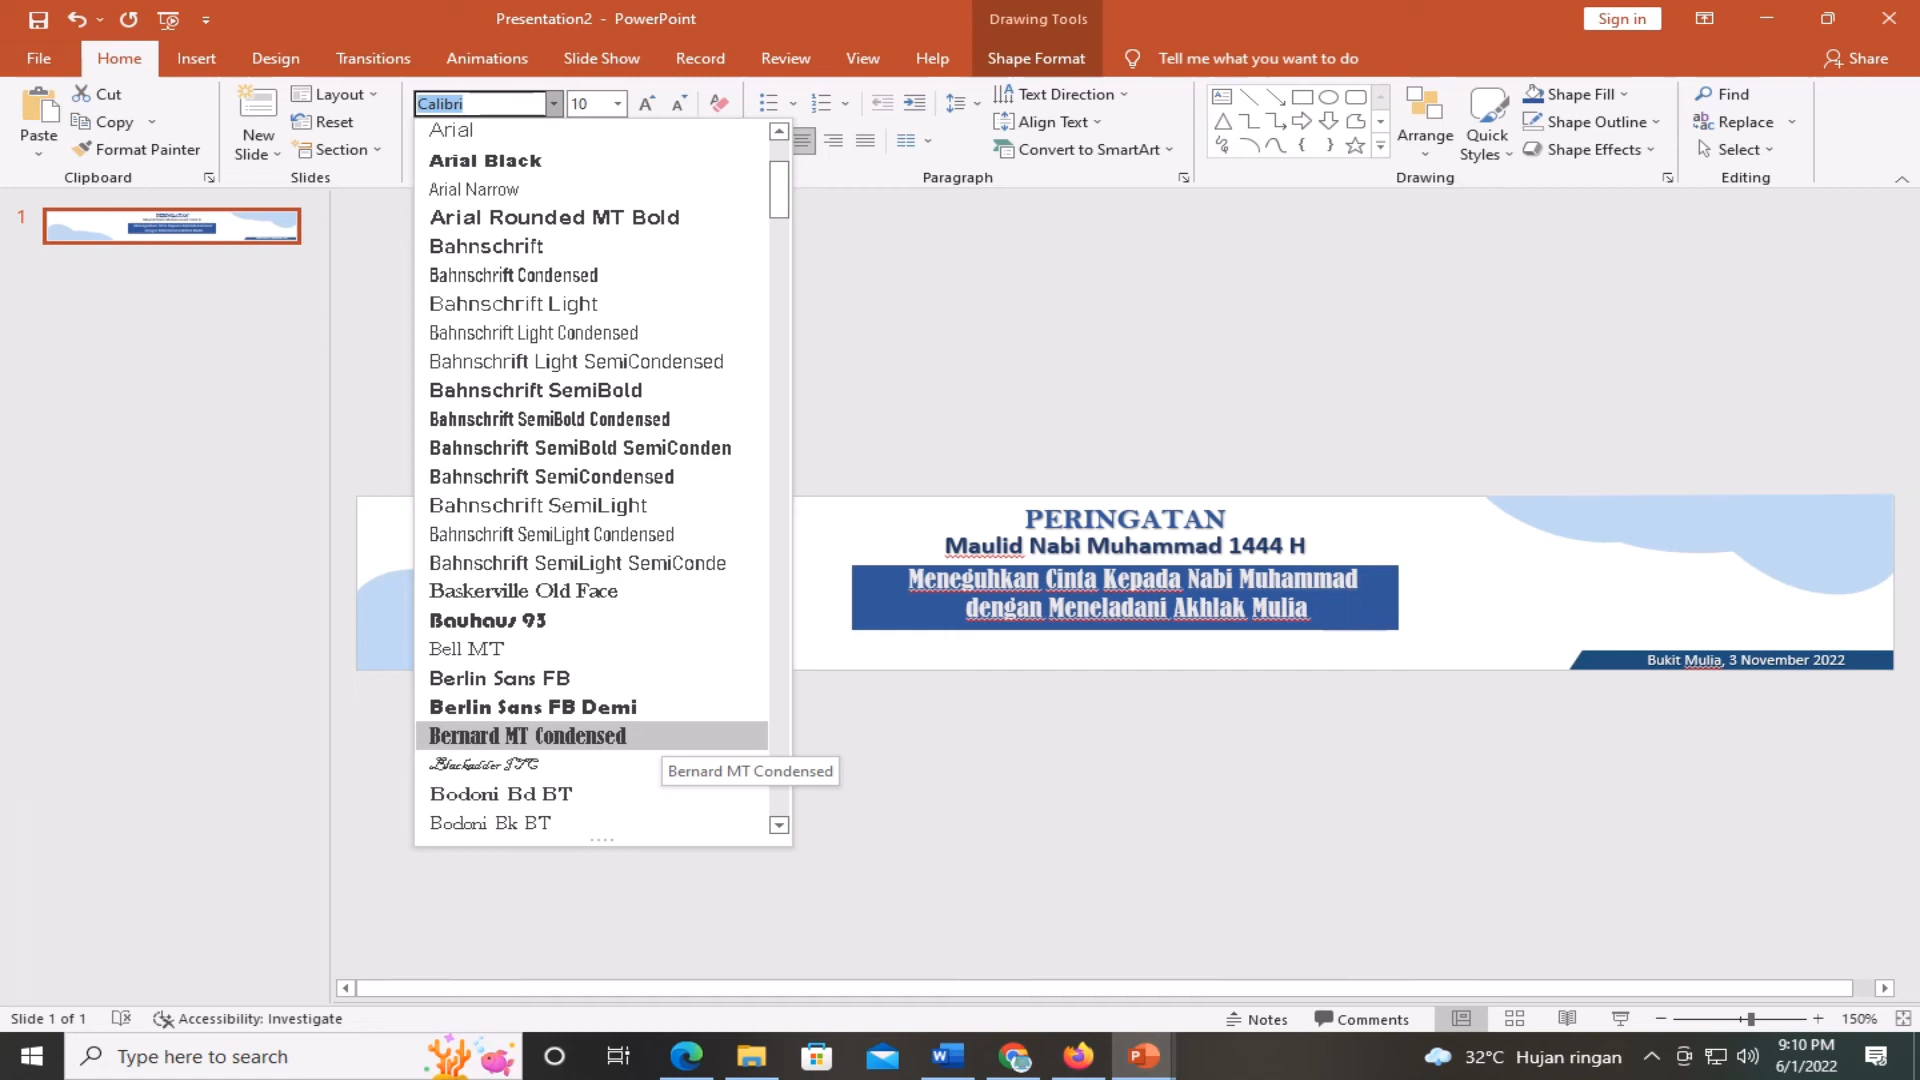 Presentation2 - PowerPoint
Drawing Tools
Sign in
File Home Insert Design Transitions Animations Slide Show Record Review View Help Shape Format Tell me what you want to do Share
Paste
Cut
Copy
Format Painter
Clipboard
New Slide
Layout
Reset
Section
Slides
Calibri 10
Text Direction
Align Text
Convert to SmartArt
Paragraph
Arrange
Quick Styles
Shape Fill
Shape Outline
Shape Effects
Drawing
Find
Replace
Select
Editing
Arial
Arial Black
Arial Narrow
Arial Rounded MT Bold
Bahnschrift
Bahnschrift Condensed
Bahnschrift Light
Bahnschrift Light Condensed
Bahnschrift Light SemiCondensed
Bahnschrift SemiBold
Bahnschrift SemiBold Condensed
Bahnschrift SemiBold SemiConden
Bahnschrift SemiCondensed
Bahnschrift SemiLight
Bahnschrift SemiLight Condensed
Bahnschrift SemiLight SemiConde
Baskerville Old Face
Bauhaus 93
Bell MT
Berlin Sans FB
Berlin Sans FB Demi
Bernard MT Condensed
Blackadder ITC
Bodoni Bd BT
Bodoni Bk BT
Bernard MT Condensed
1
PERINGATAN
Maulid Nabi Muhammad 1444 H
Meneguhkan Cinta Kepada Nabi Muhammad
dengan Meneladani Akhlak Mulia
Bukit Mulia, 3 November 2022
Slide 1 of 1 Accessibility: Investigate Notes Comments 150%
Type here to search
32°C Hujan ringan
9:10 PM
6/1/2022